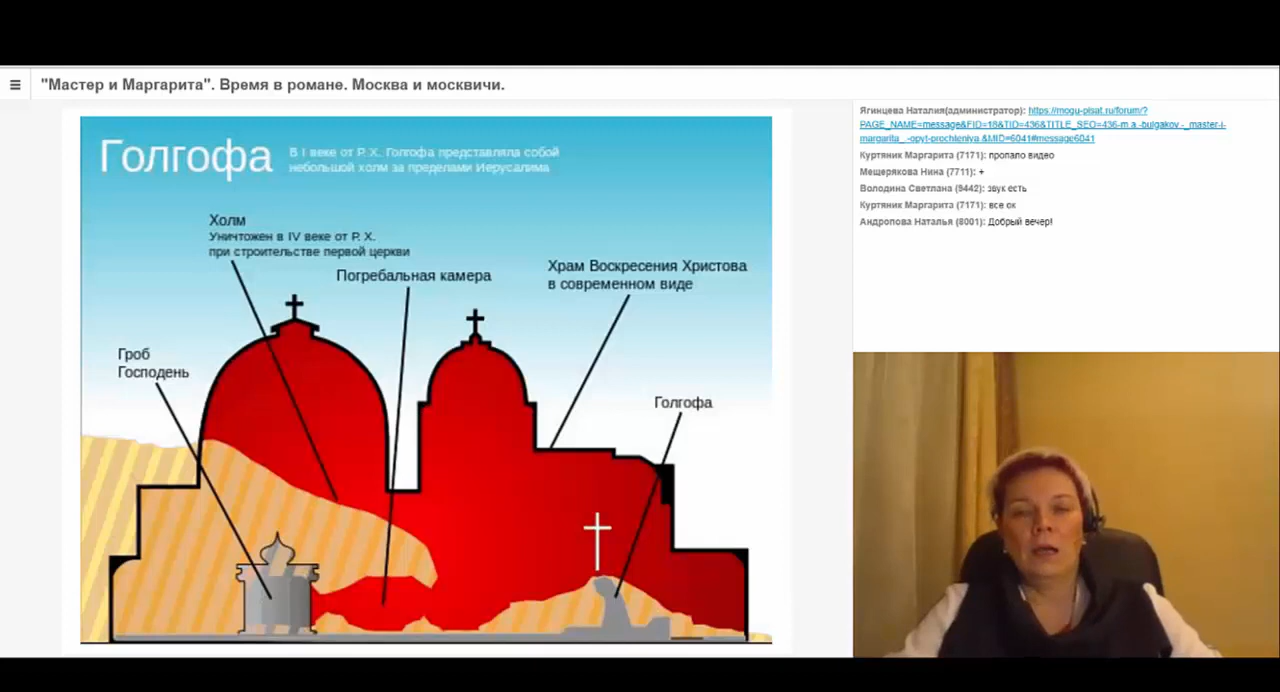 "Мастер и Маргарита". Время в романе. Москва и москвичи.
Голгофа
В I веке от Р. Х. Голгофа представляла собой
небольшой холм за пределами Иерусалима
Холм
Уничтожен в IV веке от Р. Х.
при строительстве первой церкви
Погребальная камера
Храм Воскресения Христова
в современном виде
Гроб
Господень
Голгофа
Ягинцева Наталия(администратор): https://mogu-pisat.ru/forum/?
PAGE_NAME=message&FID=18&TID=436&TITLE_SEO=436-m.a.-bulgakov.-_master-i-
margarita_.-opyt-prochteniya.&MID=6041#message6041
Куртяник Маргарита (7171): пропало видео
Мещерякова Нина (7711): +
Володина Светлана (9442): звук есть
Куртяник Маргарита (7171): все ок
Андропова Наталья (8001): Добрый вечер!